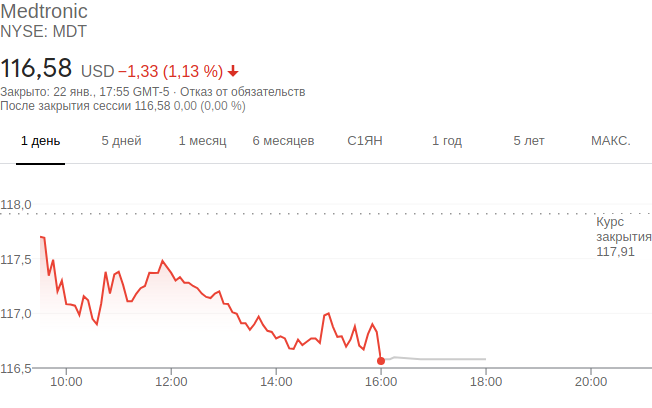 Medtronic
NYSE: MDT
116,58 USD −1,33 (1,13 %)
Закрыто: 22 янв., 17:55 GMT-5 · Отказ от обязательств
После закрытия сессии 116,58 0,00 (0,00 %)
1 день 5 дней 1 месяц 6 месяцев С1ЯН 1 год 5 лет МАКС.
118,0
Курс
закрытия
117,91
117,5
117,0
116,5
10:00 12:00 14:00 16:00 18:00 20:00